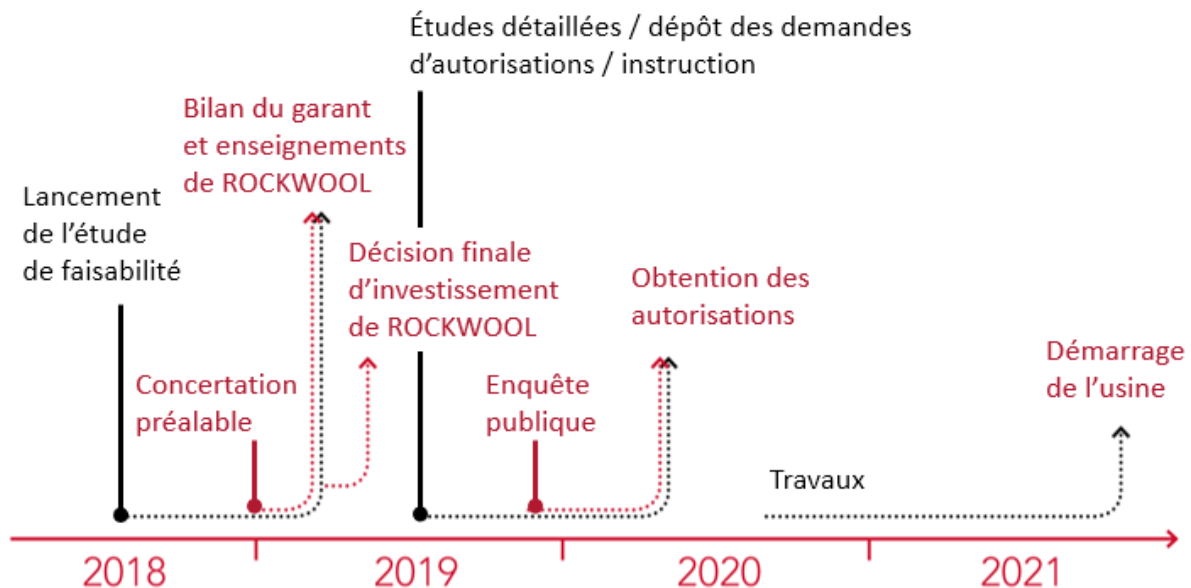 Études détaillées / dépôt des demandes
d'autorisations / instruction
Bilan du garant
et enseignements
de ROCKWOOL
Lancement
de l'étude
de faisabilité
Décision finale
d'investissement
de ROCKWOOL
Obtention des
autorisations
Démarrage
de l'usine
Concertation
préalable
Enquête
publique
Travaux
2018
2019
2020
2021